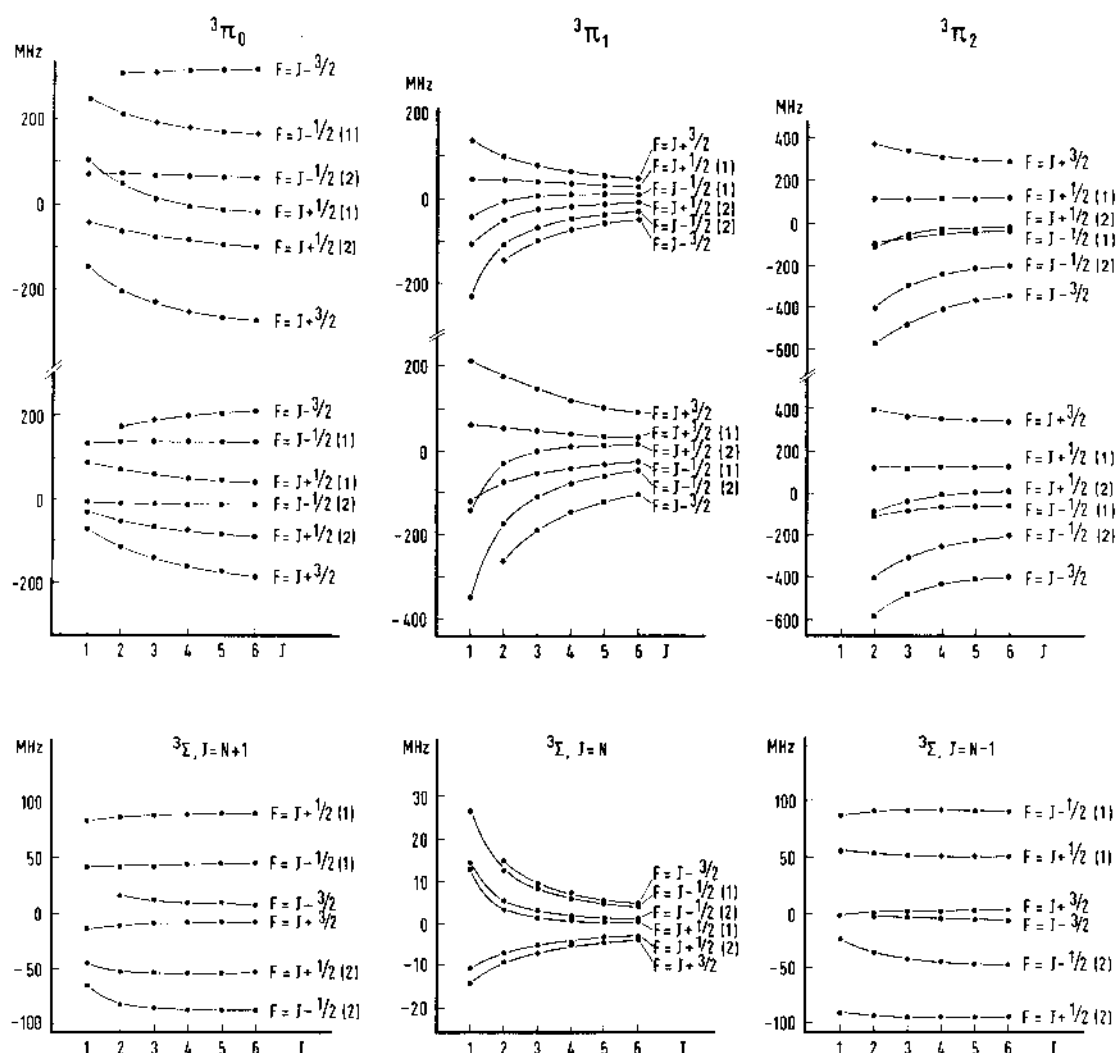 ³π₀
MHz
F = J - 3/2
200
F = J - 1/2 (1)
F = J - 1/2 (2)
0
F = J + 1/2 (1)
F = J + 1/2 (2)
-200
F = J + 3/2
200
F = J - 3/2
F = J - 1/2 (1)
F = J + 1/2 (1)
0
F = J - 1/2 (2)
F = J + 1/2 (2)
F = J + 3/2
-200
1 2 3 4 5 6 J
³π₁
MHz
200
F = J + 3/2
F = J + 1/2 (1)
F = J - 1/2 (1)
0
F = J + 1/2 (2)
F = J - 1/2 (2)
F = J - 3/2
-200
200
F = J + 3/2
F = J + 1/2 (1)
0
F = J + 1/2 (2)
F = J - 1/2 (1)
F = J - 1/2 (2)
F = J - 3/2
-400
1 2 3 4 5 6 J
³π₂
MHz
400
F = J + 3/2
200
F = J + 1/2 (1)
0
F = J + 1/2 (2)
F = J - 1/2 (1)
-200
F = J - 1/2 (2)
F = J - 3/2
-400
-600
400
F = J + 3/2
200
F = J + 1/2 (1)
0
F = J + 1/2 (2)
F = J - 1/2 (1)
-200
F = J - 1/2 (2)
-400
F = J - 3/2
-600
1 2 3 4 5 6 J
MHz
³Σ, J = N+1
100
F = J + 1/2 (1)
50
F = J - 1/2 (1)
F = J - 3/2
0
F = J + 3/2
-50
F = J + 1/2 (2)
F = J - 1/2 (2)
-100
1 2 3 4 5 6 J
MHz
³Σ, J = N
30
20
10
F = J - 3/2
F = J - 1/2 (1)
F = J - 1/2 (2)
0
F = J + 1/2 (1)
F = J + 1/2 (2)
F = J + 3/2
-10
-20
1 2 3 4 5 6 J
MHz
³Σ, J = N-1
100
F = J - 1/2 (1)
50
F = J + 1/2 (1)
F = J + 3/2
0
F = J - 3/2
-50
F = J - 1/2 (2)
-100
F = J + 1/2 (2)
1 2 3 4 5 6 J